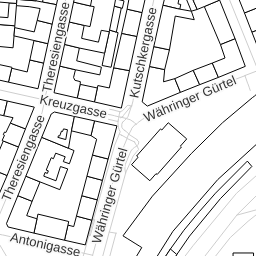 Theresiengasse
Kutschkergasse
Währinger Gürtel
Kreuzgasse
Theresiengasse
Währinger Gürtel
Antonigasse